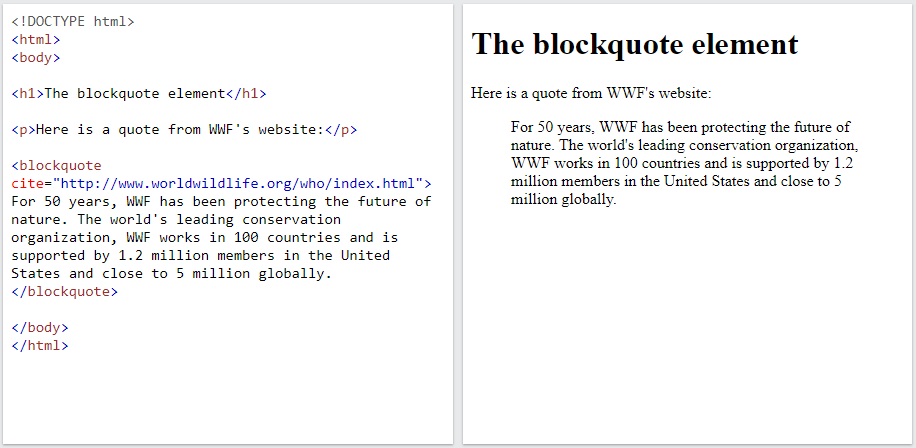 <!DOCTYPE html>
<html>
<body>
<h1>The blockquote element</h1>
<p>Here is a quote from WWF's website:</p>
<blockquote
cite="http://www.worldwildlife.org/who/index.html">
For 50 years, WWF has been protecting the future of
nature. The world's leading conservation
organization, WWF works in 100 countries and is
supported by 1.2 million members in the United
States and close to 5 million globally.
</blockquote>
</body>
</html>
The blockquote element
Here is a quote from WWF's website:
For 50 years, WWF has been protecting the future of
nature. The world's leading conservation organization,
WWF works in 100 countries and is supported by 1.2
million members in the United States and close to 5
million globally.